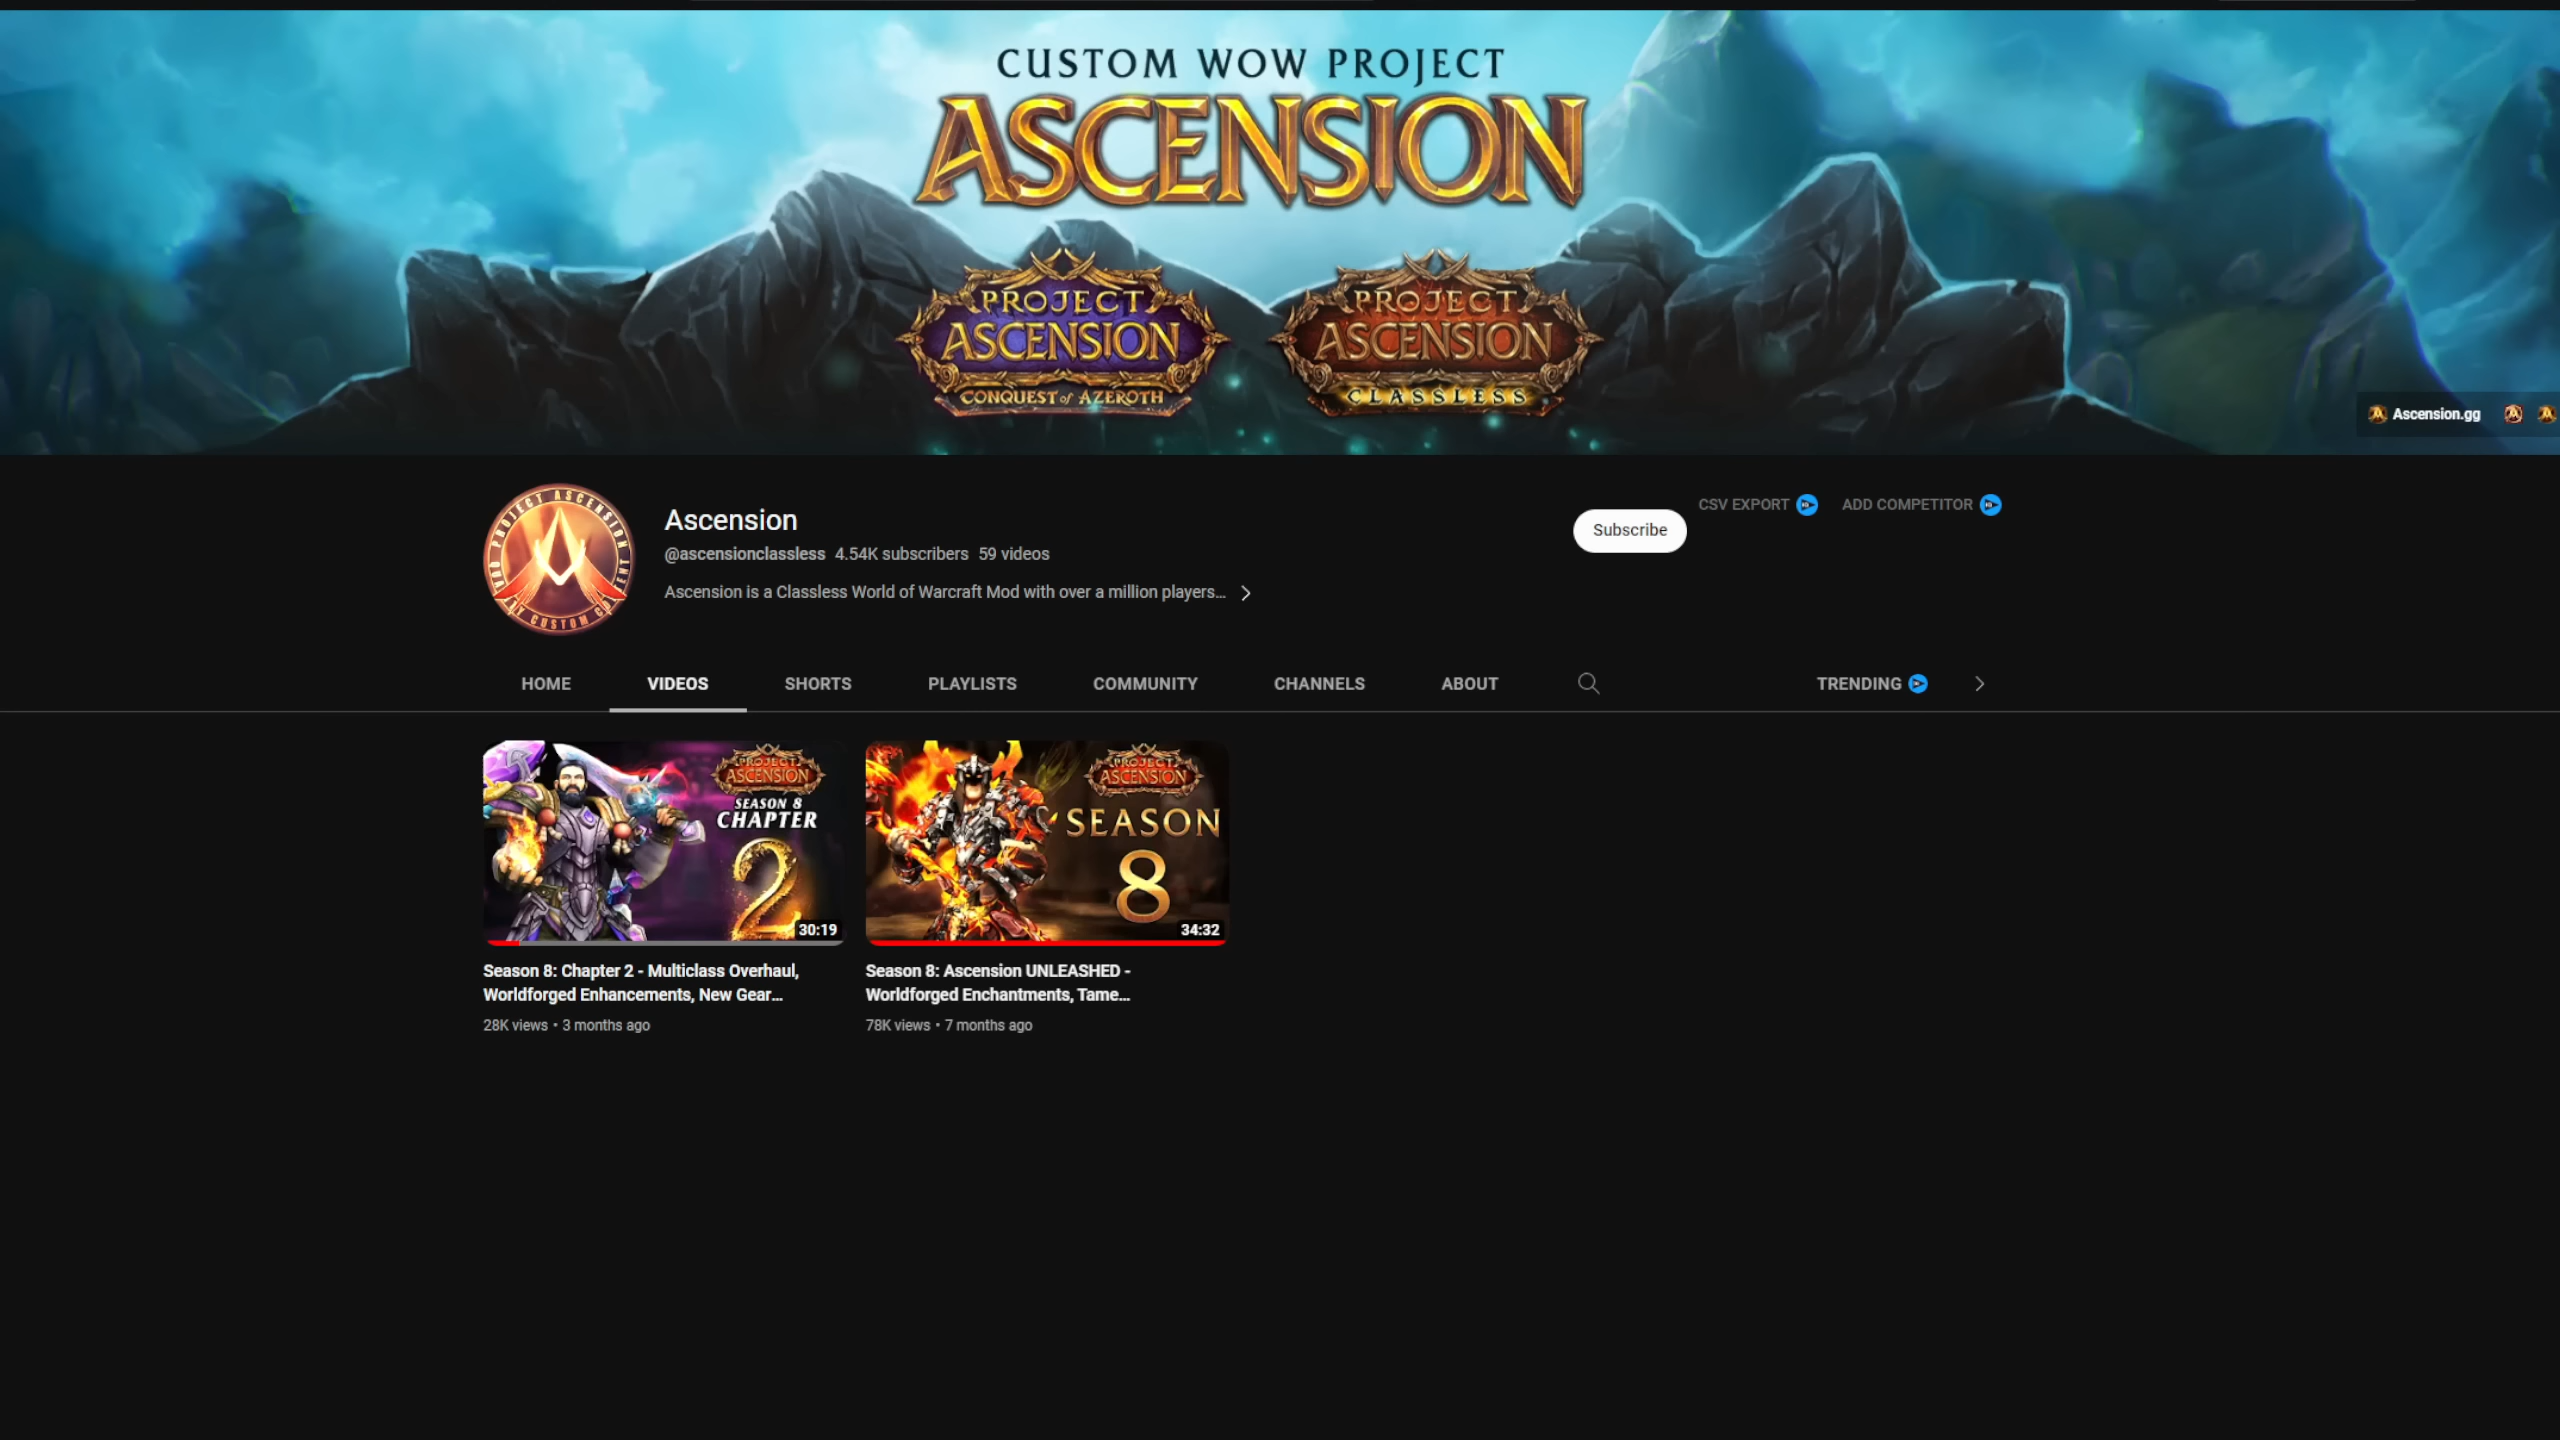 CUSTOM WOW PROJECT
ASCENSION
PROJECT
ASCENSION
CONQUEST of AZEROTH
PROJECT
ASCENSION
CLASSLESS
Ascension.gg
PROJECT ASCENSION
CUSTOM CONTENT
Ascension
@ascensionclassless 4.54K subscribers 59 videos
Ascension is a Classless World of Warcraft Mod with over a million players...
Subscribe
CSV EXPORT
ADD COMPETITOR
HOME VIDEOS SHORTS PLAYLISTS COMMUNITY CHANNELS ABOUT TRENDING
PROJECT
ASCENSION
SEASON 8
CHAPTER
2
30:19
PROJECT
ASCENSION
SEASON
8
34:32
Season 8: Chapter 2 - Multiclass Overhaul,
Worldforged Enhancements, New Gear...
28K views • 3 months ago
Season 8: Ascension UNLEASHED -
Worldforged Enchantments, Tame...
78K views • 7 months ago